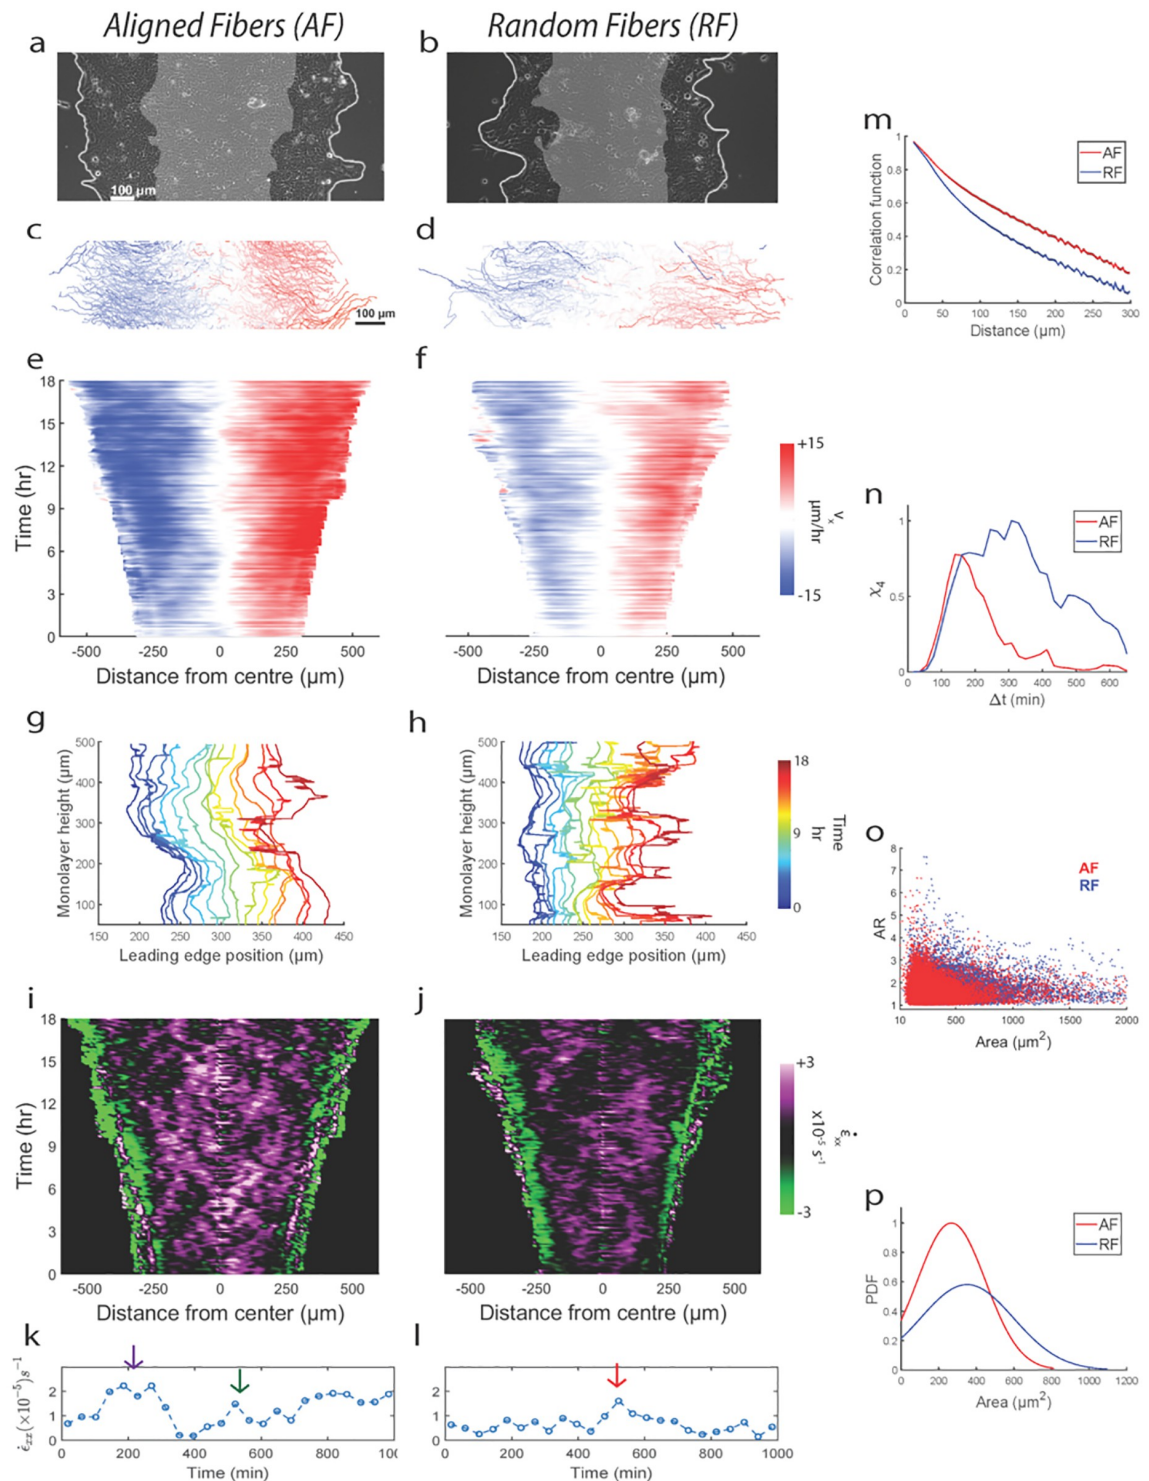 Aligned Fibers (AF)
Random Fibers (RF)
a
b
100 µm
c
d
100 µm
e
f
Time (hr)
18
15
12
9
6
3
0
-500
-250
0
250
500
Distance from centre (µm)
-500
-250
0
250
500
Distance from centre (µm)
+15
Vx
µm/hr
-15
g
h
Monolayer height (µm)
500
400
300
200
100
150
200
250
300
350
400
450
Leading edge position (µm)
Monolayer height (µm)
500
400
300
200
100
150
200
250
300
350
400
450
Leading edge position (µm)
18
9
0
Time
hr
i
j
Time (hr)
18
15
12
9
6
3
0
-500
-250
0
250
500
Distance from center (µm)
-500
-250
0
250
500
Distance from centre (µm)
+3
ε̇xx
x10⁻⁵ s⁻¹
-3
k
l
ε̇xx(×10⁻⁵)s⁻¹
2
1
0
0
200
400
600
800
100
Time (min)
2
1
0
0
200
400
600
800
1000
Time (min)
m
Correlation function
1
0.8
0.6
0.4
0.2
0
0
50
100
150
200
250
300
Distance (µm)
AF
RF
n
χ4
1
0.5
0
0
100
200
300
400
500
600
Δt (min)
AF
RF
o
AR
8
7
6
5
4
3
2
1
10
500
1000
1500
2000
Area (µm²)
AF
RF
p
PDF
1
0.8
0.6
0.4
0.2
0
0
200
400
600
800
1000
1200
Area (µm²)
AF
RF